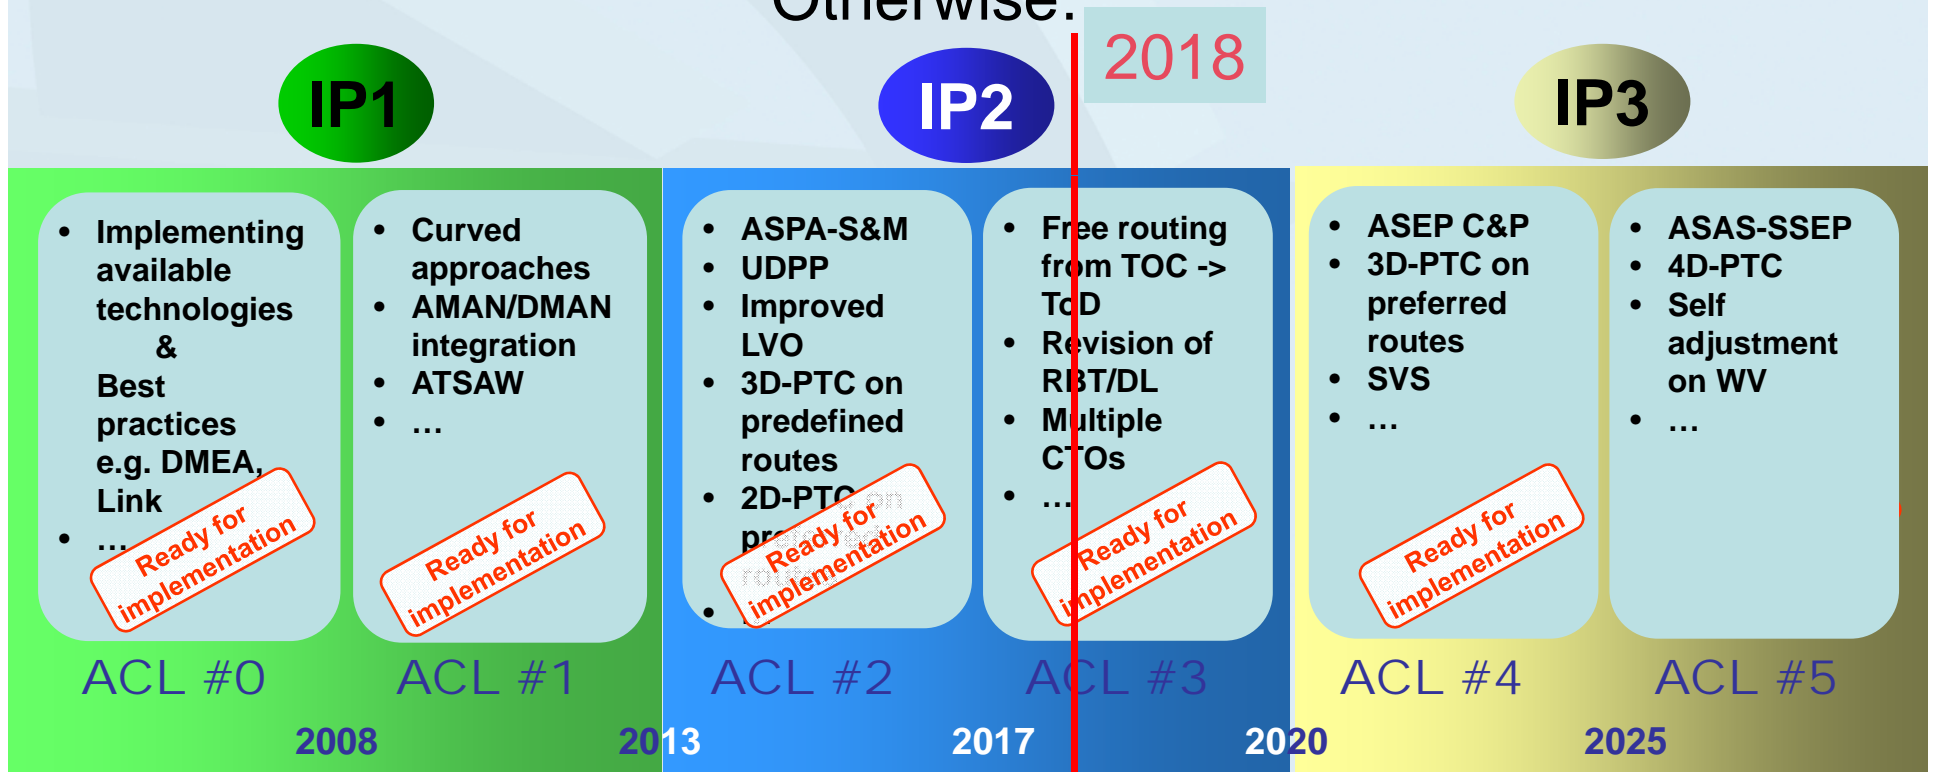 Otherwise:
2018
IP1
IP2
IP3
• Implementing
available
technologies
&
Best
practices
e.g. DMEA,
Link
• …
Ready for
implementation
• Curved
approaches
• AMAN/DMAN
integration
• ATSAW
• …
Ready for
implementation
• ASPA-S&M
• UDPP
• Improved
LVO
• 3D-PTC on
predefined
routes
• 2D-PTC on
• …
Ready for
implementation
• Free routing
from TOC ->
ToD
• Revision of
RBT/DL
• Multiple
CTOs
• …
Ready for
implementation
• ASEP C&P
• 3D-PTC on
preferred
routes
• SVS
• …
Ready for
implementation
• ASAS-SSEP
• 4D-PTC
• Self
adjustment
on WV
• …
ACL #0
ACL #1
ACL #2
ACL #3
ACL #4
ACL #5
2008
2013
2017
2020
2025